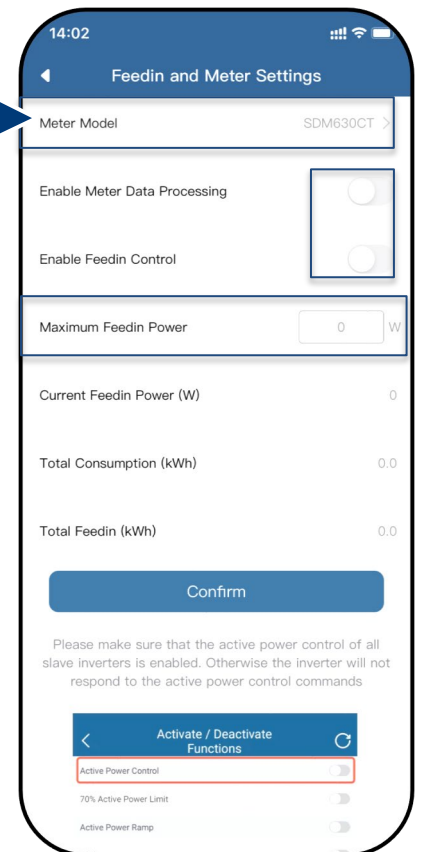 14:02
Feedin and Meter Settings
Meter Model SDM630CT
Enable Meter Data Processing
Enable Feedin Control
Maximum Feedin Power 0 W
Current Feedin Power (W) 0
Total Consumption (kWh) 0.0
Total Feedin (kWh) 0.0
Confirm
Please make sure that the active power control of all
slave inverters is enabled. Otherwise the inverter will not
respond to the active power control commands
Activate / Deactivate
Functions
Active Power Control
70% Active Power Limit
Active Power Ramp